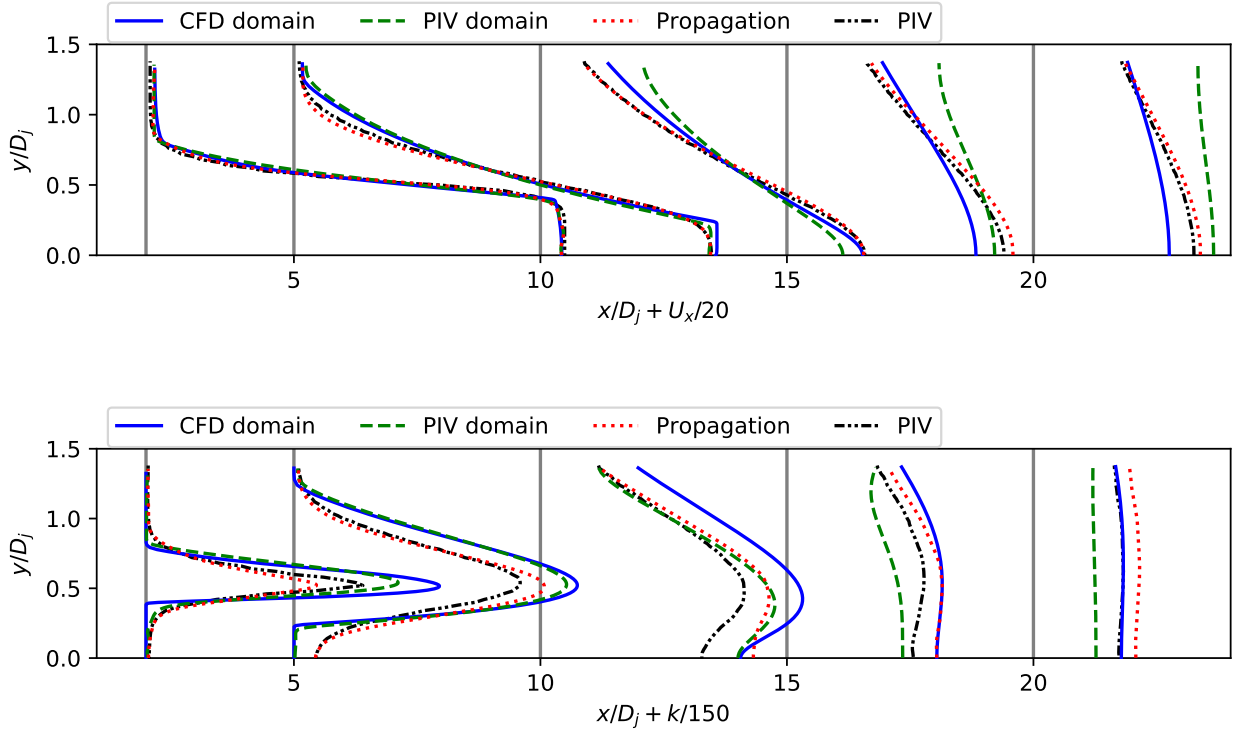 CFD domain PIV domain Propagation PIV
1.5
1.0
0.5
0.0
y/D_j
5 10 15 20
x/D_j + U_x/20
CFD domain PIV domain Propagation PIV
1.5
1.0
0.5
0.0
y/D_j
5 10 15 20
x/D_j + k/150